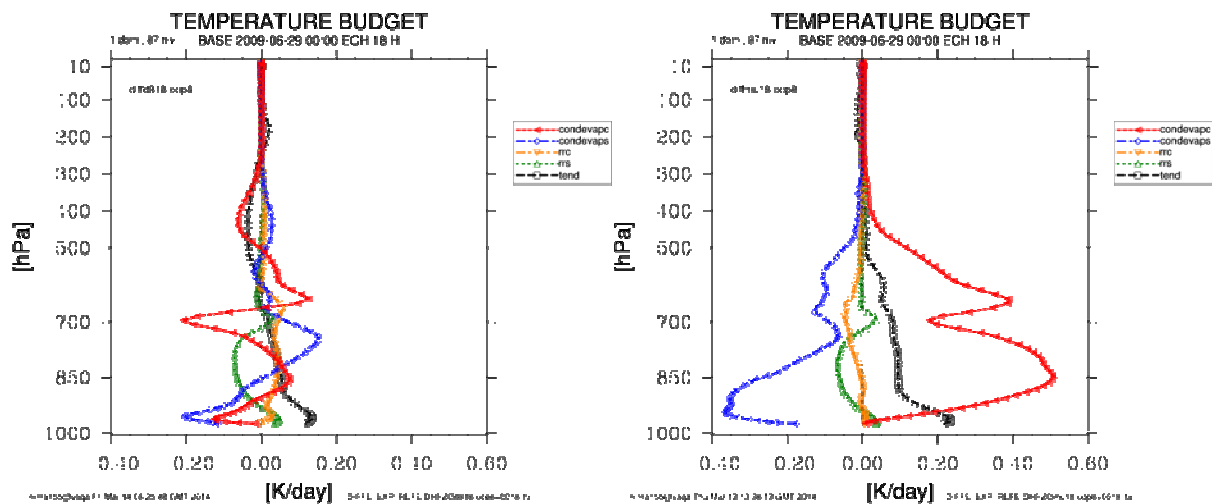 TEMPERATURE BUDGET
BASE 2009-06-29 00:00 ECH 18 H
10
100
200
300
400
500
700
850
1000
[hPa]
0.40 0.20 0.00 0.20 0.40 0.60
[K/day]
condevapc
condevaps
rrc
rrs
tend
TEMPERATURE BUDGET
BASE 2009-06-29 00:00 ECH 18 H
10
100
200
300
400
500
700
850
1000
[hPa]
0.40 0.20 0.00 0.20 0.40 0.60
[K/day]
condevapc
condevaps
rrc
rrs
tend